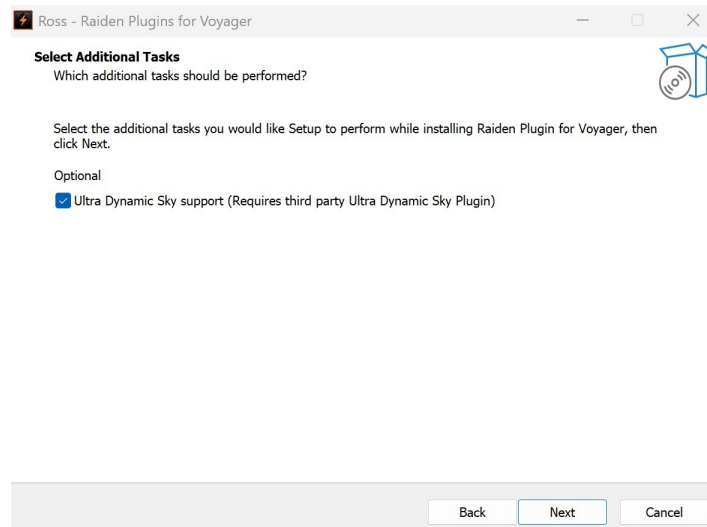 Ross - Raiden Plugins for Voyager
Select Additional Tasks
Which additional tasks should be performed?
Select the additional tasks you would like Setup to perform while installing Raiden Plugin for Voyager, then
click Next.
Optional
Ultra Dynamic Sky support (Requires third party Ultra Dynamic Sky Plugin)
Back
Next
Cancel